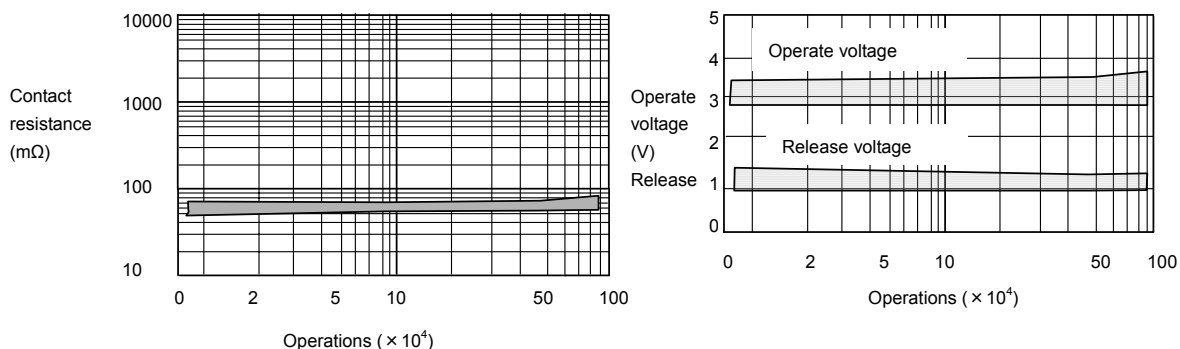 10000
1000
100
10
Contact
resistance
(mΩ)
0 2 5 10 50 100
Operations (×10⁴)
5
4
3
2
1
0
Operate
voltage
(V)
Release
Operate voltage
Release voltage
0 2 5 10 50 100
Operations (×10⁴)